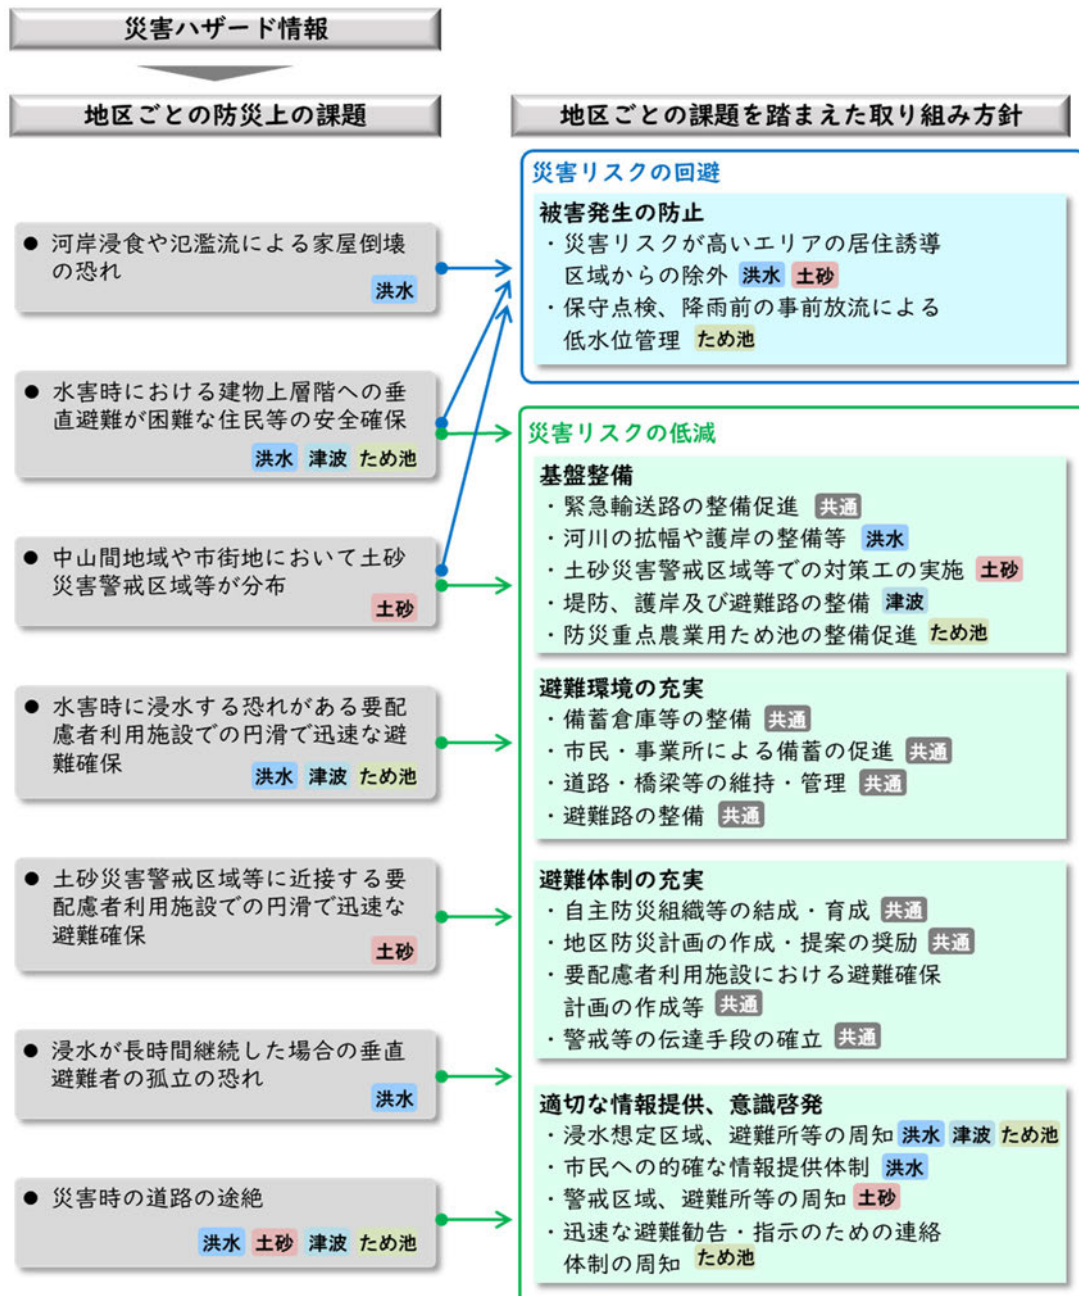 災害ハザード情報
地区ごとの防災上の課題
● 河岸浸食や氾濫流による家屋倒壊
の恐れ
洪水
● 水害時における建物上層階への垂
直避難が困難な住民等の安全確保
洪水 津波 ため池
● 中山間地域や市街地において土砂
災害警戒区域等が分布
土砂
● 水害時に浸水する恐れがある要配
慮者利用施設での円滑で迅速な避
難確保
洪水 津波 ため池
● 土砂災害警戒区域等に近接する要
配慮者利用施設での円滑で迅速な
避難確保
土砂
● 浸水が長時間継続した場合の垂直
避難者の孤立の恐れ
洪水
● 災害時の道路の途絶
洪水 土砂 津波 ため池
地区ごとの課題を踏まえた取り組み方針
災害リスクの回避
被害発生の防止
・災害リスクが高いエリアの居住誘導
区域からの除外 洪水 土砂
・保守点検、降雨前の事前放流による
低水位管理 ため池
災害リスクの低減
基盤整備
・緊急輸送路の整備促進 共通
・河川の拡幅や護岸の整備等 洪水
・土砂災害警戒区域等での対策工の実施 土砂
・堤防、護岸及び避難路の整備 津波
・防災重点農業用ため池の整備促進 ため池
避難環境の充実
・備蓄倉庫等の整備 共通
・市民・事業所による備蓄の促進 共通
・道路・橋梁等の維持・管理 共通
・避難路の整備 共通
避難体制の充実
・自主防災組織等の結成・育成 共通
・地区防災計画の作成・提案の奨励 共通
・要配慮者利用施設における避難確保
計画の作成等 共通
・警戒等の伝達手段の確立 共通
適切な情報提供、意識啓発
・浸水想定区域、避難所等の周知 洪水 津波 ため池
・市民への的確な情報提供体制 洪水
・警戒区域、避難所等の周知 土砂
・迅速な避難勧告・指示のための連絡
体制の周知 ため池